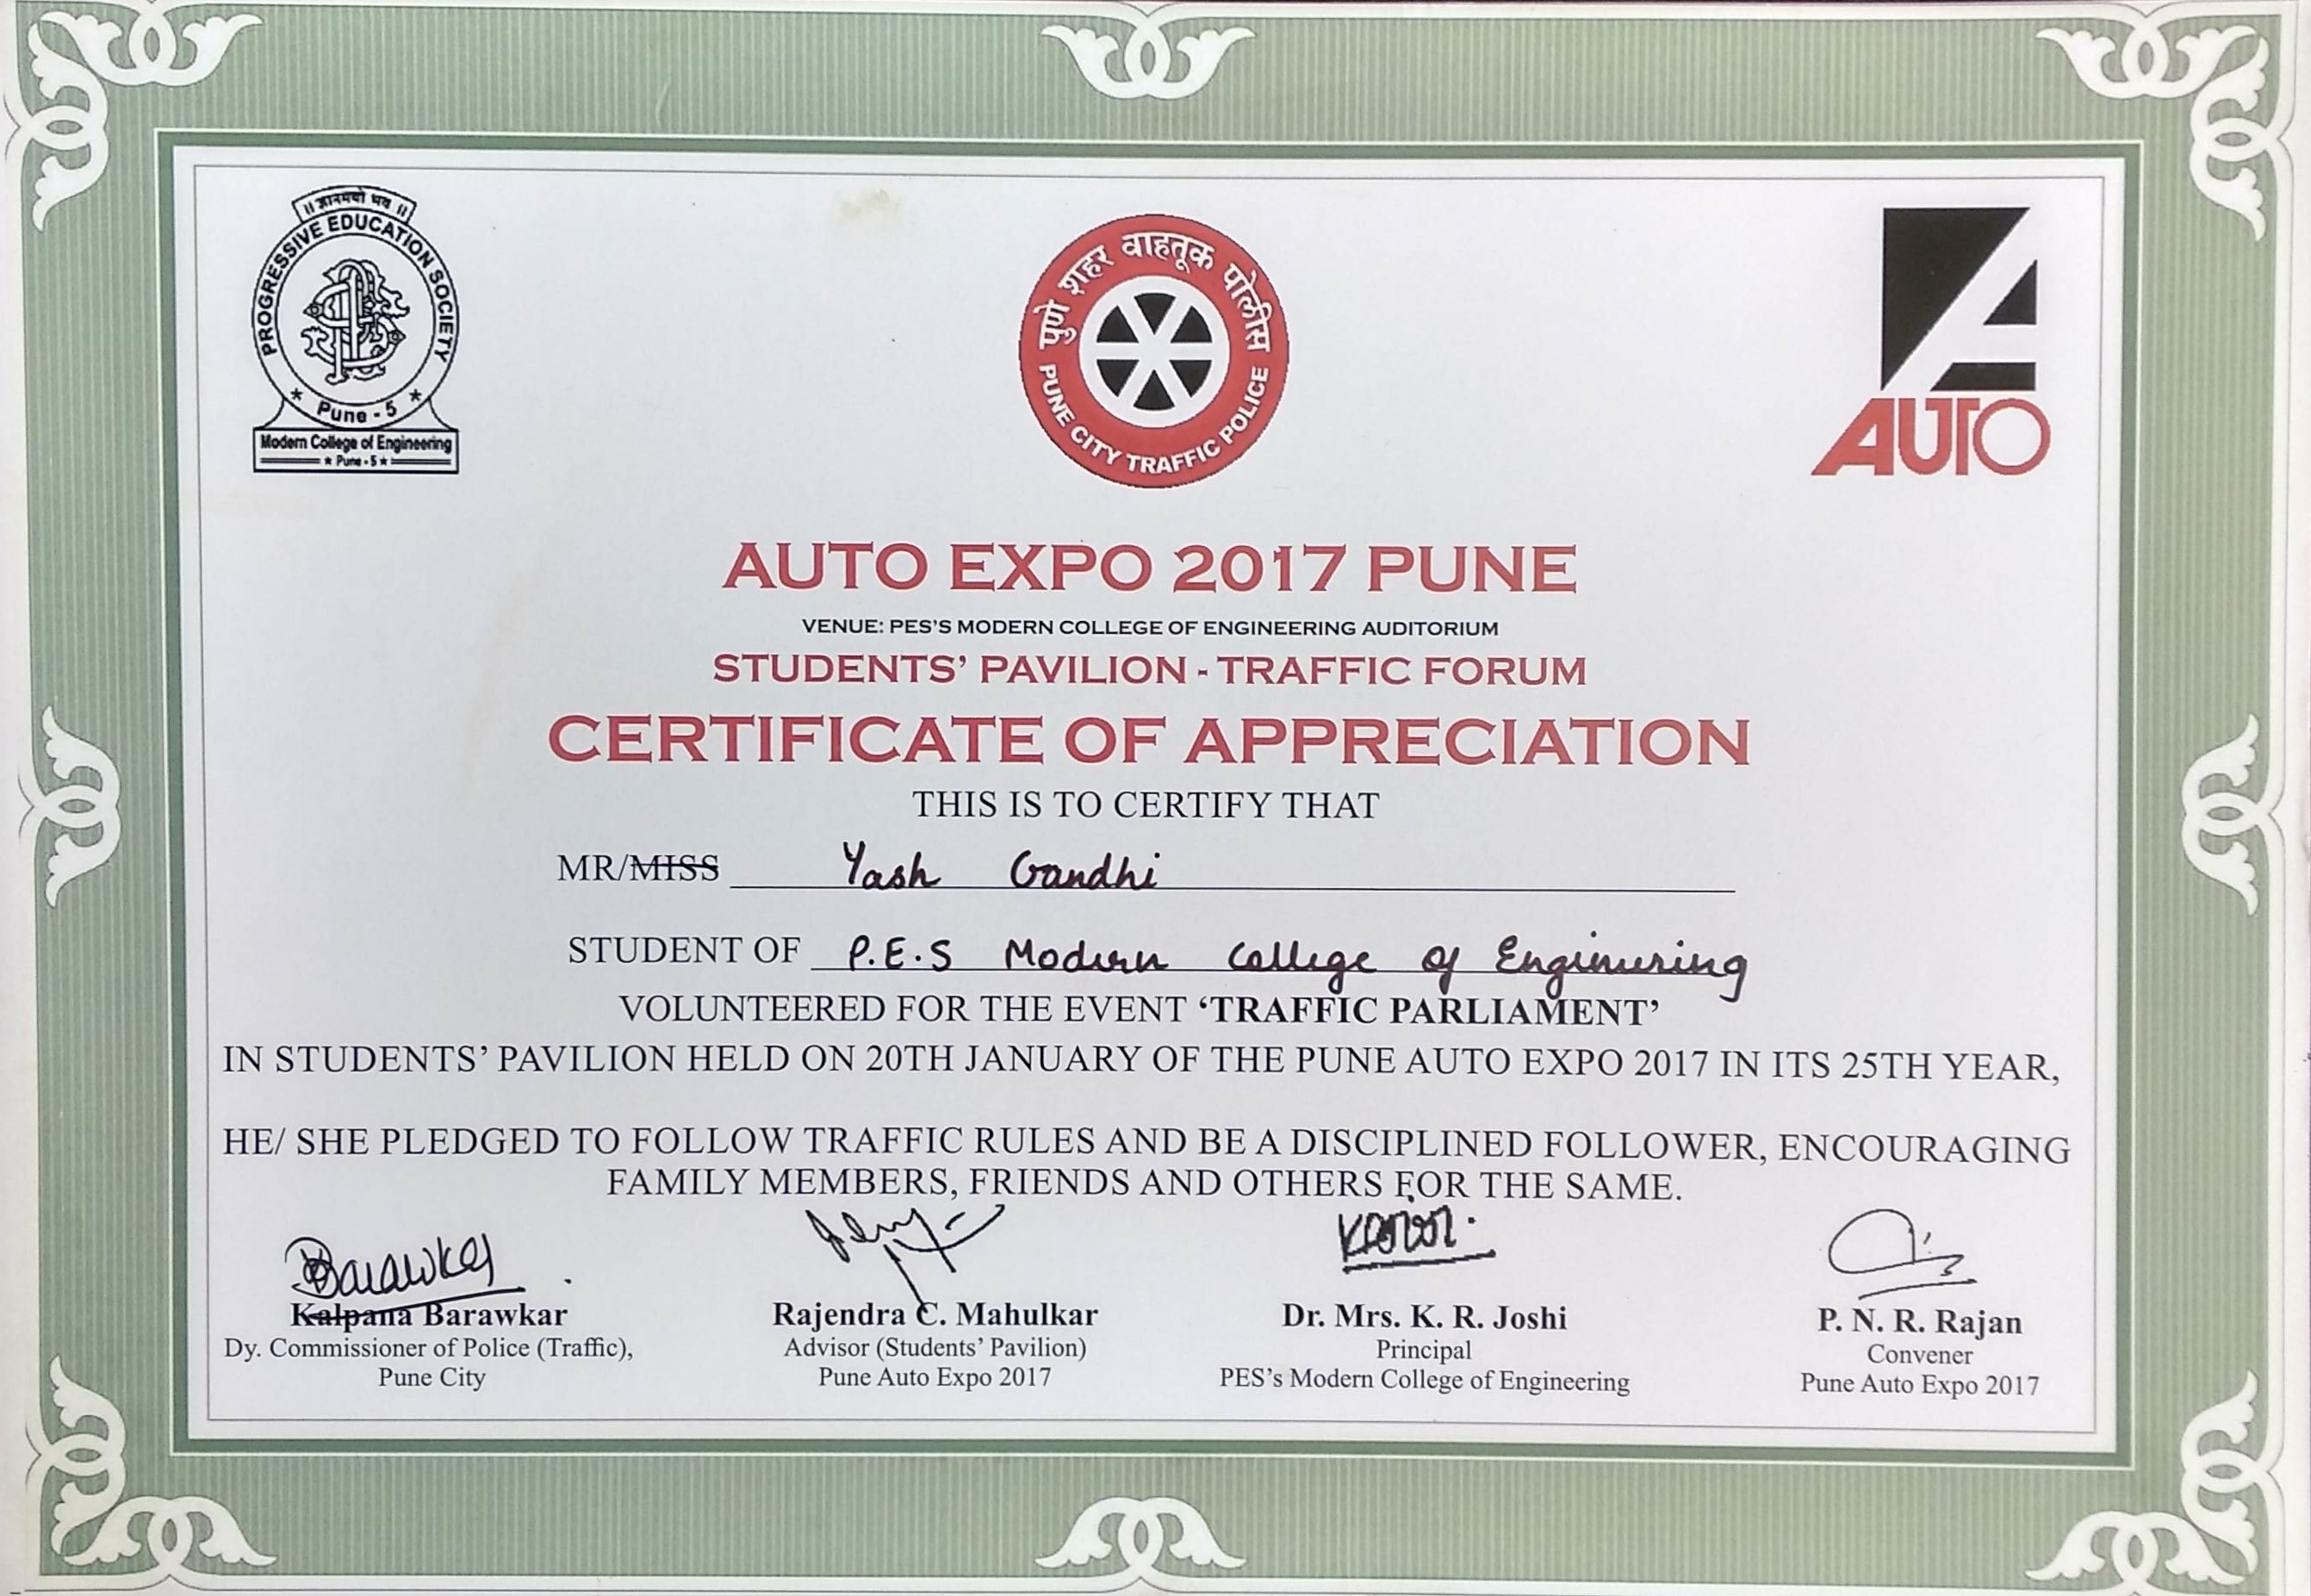 ॥ ज्ञानमयो भव ॥
PROGRESSIVE EDUCATION SOCIETY
★ Pune - 5 ★
Modern College of Engineering
★ Pune - 5 ★
पुणे शहर वाहतूक पोलीस
PUNE CITY TRAFFIC POLICE
AUTO
AUTO EXPO 2017 PUNE
VENUE: PES'S MODERN COLLEGE OF ENGINEERING AUDITORIUM
STUDENTS' PAVILION - TRAFFIC FORUM
CERTIFICATE OF APPRECIATION
THIS IS TO CERTIFY THAT
MR/MISS Yash Gandhi
STUDENT OF P.E.S Modern College of Engineering
VOLUNTEERED FOR THE EVENT 'TRAFFIC PARLIAMENT'
IN STUDENTS' PAVILION HELD ON 20TH JANUARY OF THE PUNE AUTO EXPO 2017 IN ITS 25TH YEAR,
HE/ SHE PLEDGED TO FOLLOW TRAFFIC RULES AND BE A DISCIPLINED FOLLOWER, ENCOURAGING
FAMILY MEMBERS, FRIENDS AND OTHERS FOR THE SAME.
Barawkar
Kalpana Barawkar
Dy. Commissioner of Police (Traffic),
Pune City
Rajendra C. Mahulkar
Advisor (Students' Pavilion)
Pune Auto Expo 2017
Dr. Mrs. K. R. Joshi
Principal
PES's Modern College of Engineering
P. N. R. Rajan
Convener
Pune Auto Expo 2017